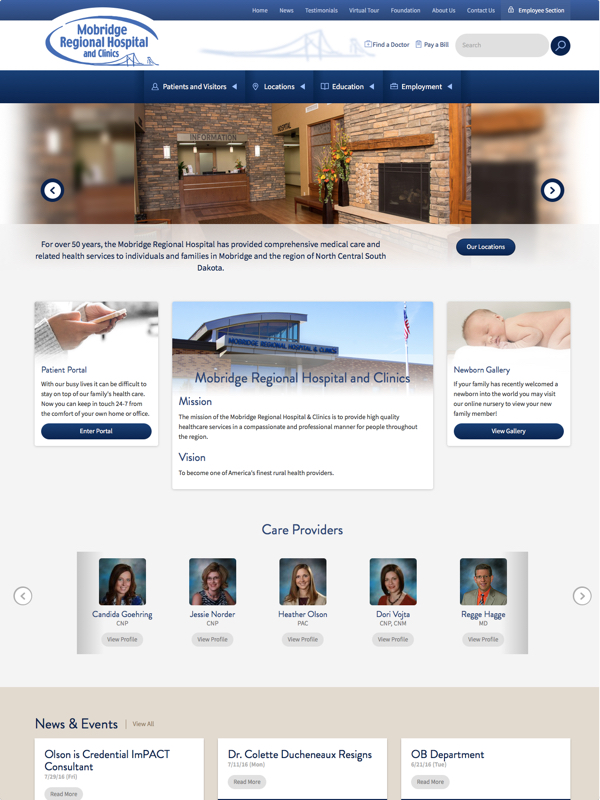 Home News Testimonials Virtual Tour Foundation About Us Contact Us Employee Section
Mobridge
Regional Hospital
and Clinics
Find a Doctor Pay a Bill Search
Patients and Visitors Locations Education Employment
INFORMATION
HOSPITAL
For over 50 years, the Mobridge Regional Hospital has provided comprehensive medical care and
related health services to individuals and families in Mobridge and the region of North Central South
Dakota.
Our Locations
Patient Portal
With our busy lives it can be difficult to
stay on top of our family's health care.
Now you can keep in touch 24-7 from
the comfort of your own home or office.
Enter Portal
MOBRIDGE REGIONAL HOSPITAL & CLINICS
Mobridge Regional Hospital and Clinics
Mission
The mission of the Mobridge Regional Hospital & Clinics is to provide high quality
healthcare services in a compassionate and professional manner for people throughout
the region.
Vision
To become one of America's finest rural health providers.
Newborn Gallery
If your family has recently welcomed a
newborn into the world you may visit
our online nursery to view your new
family member!
View Gallery
Care Providers
Candida Goehring
CNP
View Profile
Jessie Norder
CNP
View Profile
Heather Olson
PAC
View Profile
Dori Vojta
CNP, CNM
View Profile
Regge Hagge
MD
View Profile
News & Events View All
Olson is Credential ImPACT
Consultant
7/29/16 (Fri)
Read More
Dr. Colette Ducheneaux Resigns
7/11/16 (Mon)
Read More
OB Department
6/21/16 (Tue)
Read More